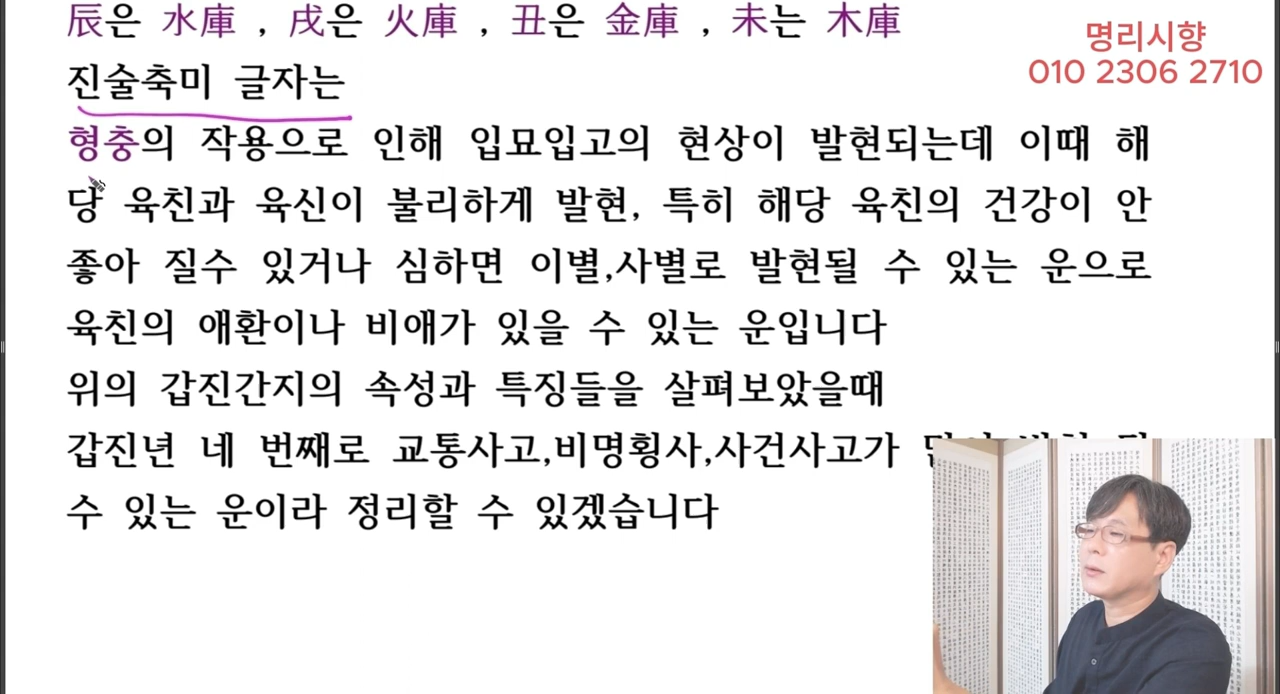 辰은 水庫 , 戌은 火庫 , 丑은 金庫 , 未는 木庫
명리시향
010 2306 2710
진술축미 글자는
형충의 작용으로 인해 입묘입고의 현상이 발현되는데 이때 해
당 육친과 육신이 불리하게 발현, 특히 해당 육친의 건강이 안
좋아 질수 있거나 심하면 이별,사별로 발현될 수 있는 운으로
육친의 애환이나 비애가 있을 수 있는 운입니다
위의 갑진간지의 속성과 특징들을 살펴보았을때
갑진년 네 번째로 교통사고,비명횡사,사건사고가
수 있는 운이라 정리할 수 있겠습니다